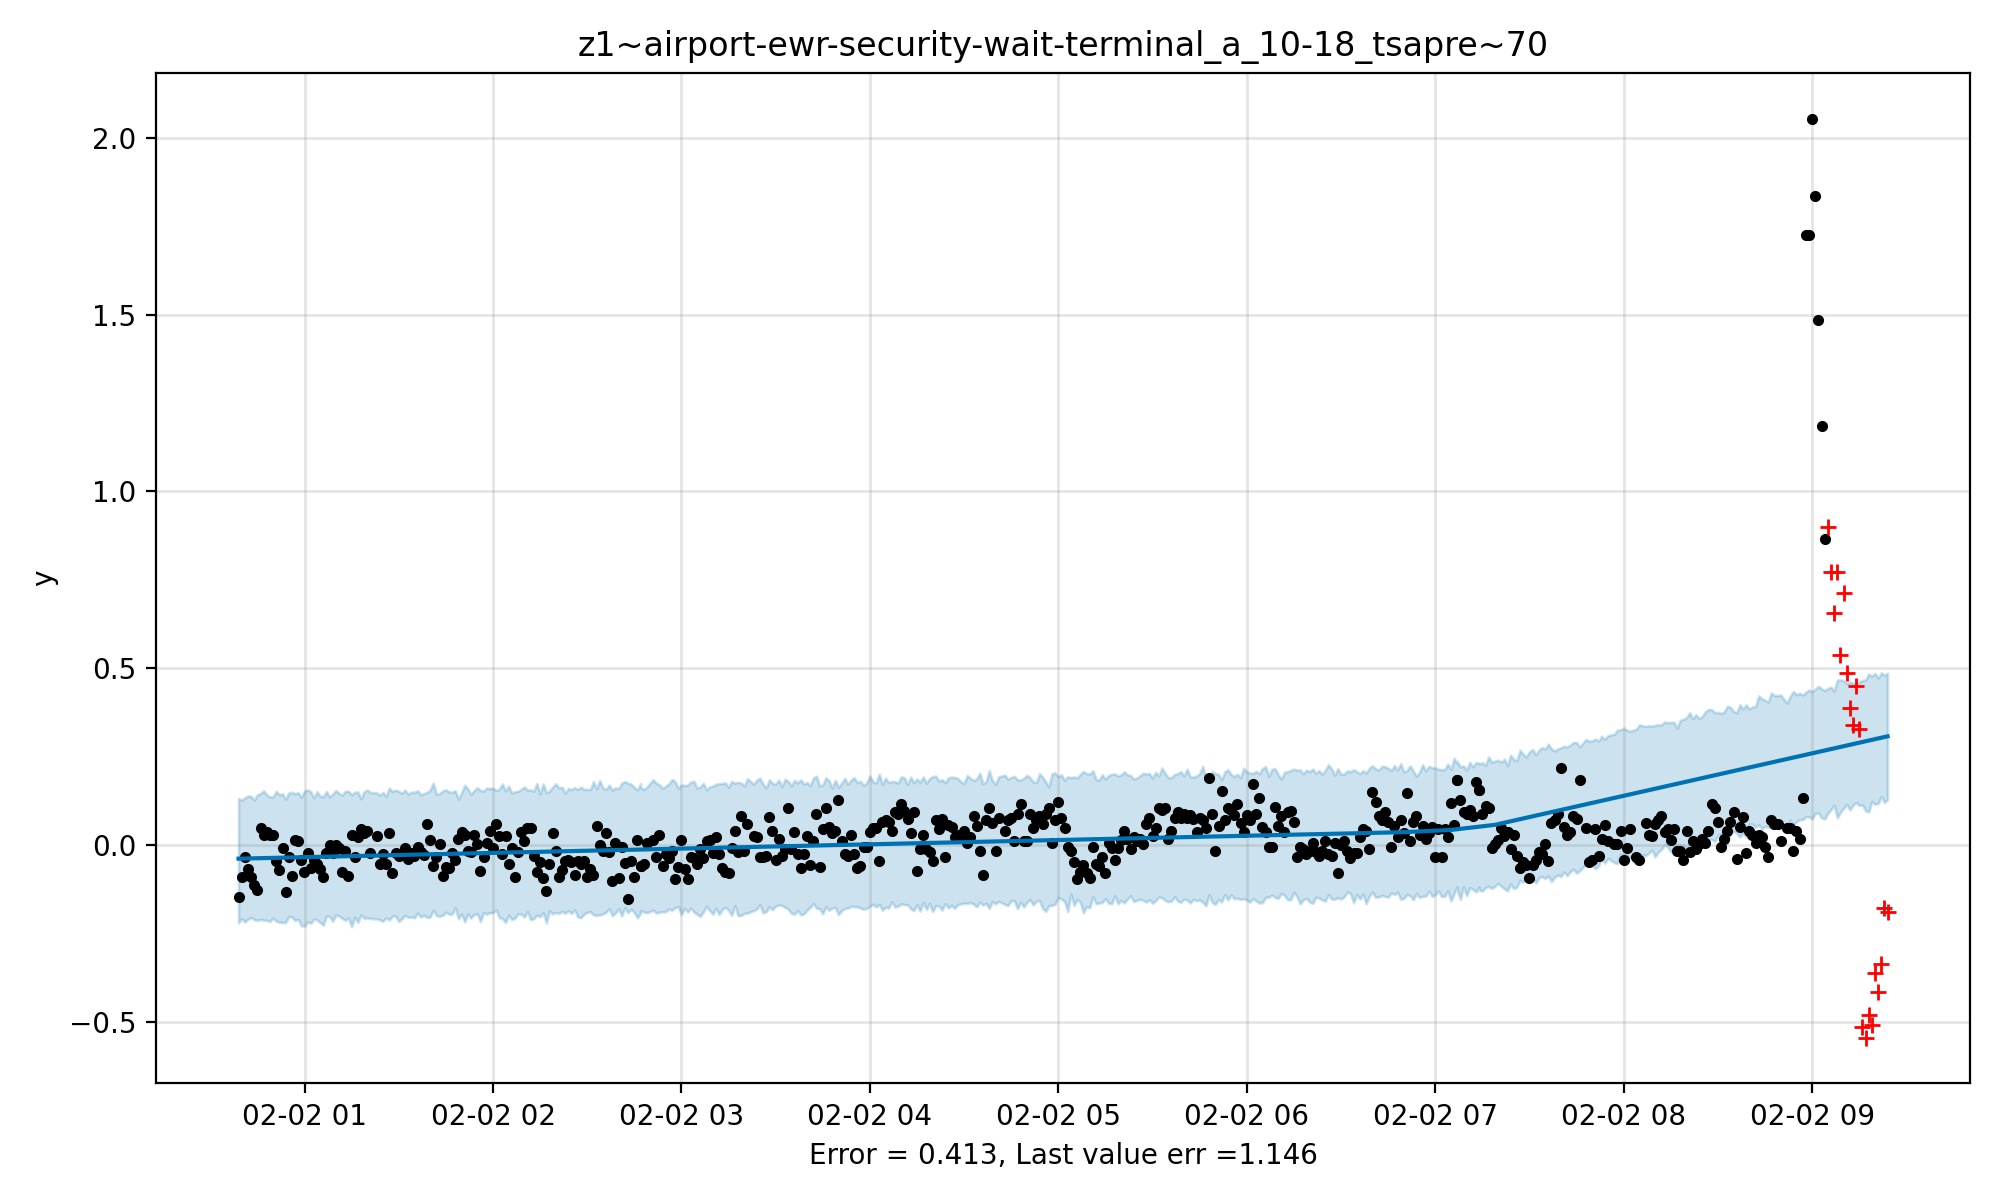 z1~airport-ewr-security-wait-terminal_a_10-18_tsapre~70
2.0
1.5
1.0
0.5
0.0
−0.5
y
02-02 01 02-02 02 02-02 03 02-02 04 02-02 05 02-02 06 02-02 07 02-02 08 02-02 09
Error = 0.413, Last value err =1.146